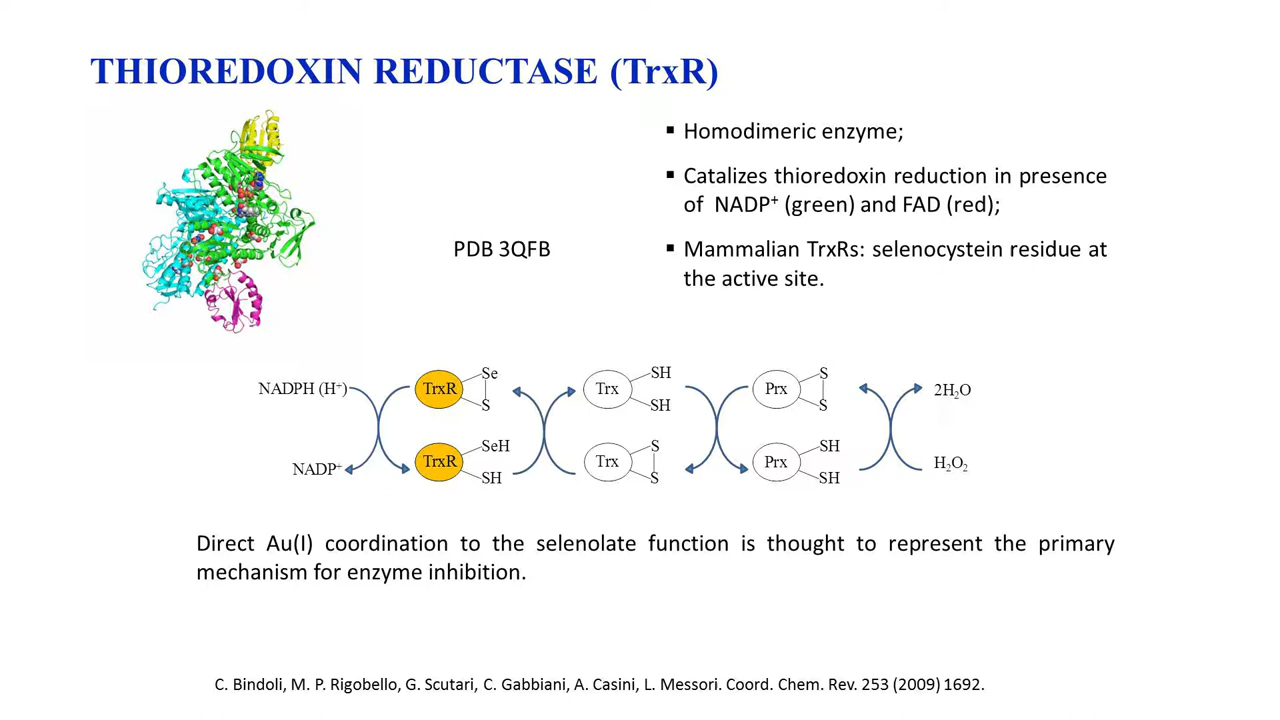 THIOREDOXIN REDUCTASE (TrxR)
▪ Homodimeric enzyme;
▪ Catalizes thioredoxin reduction in presence
of NADP⁺ (green) and FAD (red);
PDB 3QFB
▪ Mammalian TrxRs: selenocystein residue at
the active site.
NADPH (H⁺) TrxR Se S Trx SH SH Prx S S 2H₂O
NADP⁺ TrxR SeH SH Trx S S Prx SH SH H₂O₂
Direct Au(I) coordination to the selenolate function is thought to represent the primary
mechanism for enzyme inhibition.
C. Bindoli, M. P. Rigobello, G. Scutari, C. Gabbiani, A. Casini, L. Messori. Coord. Chem. Rev. 253 (2009) 1692.